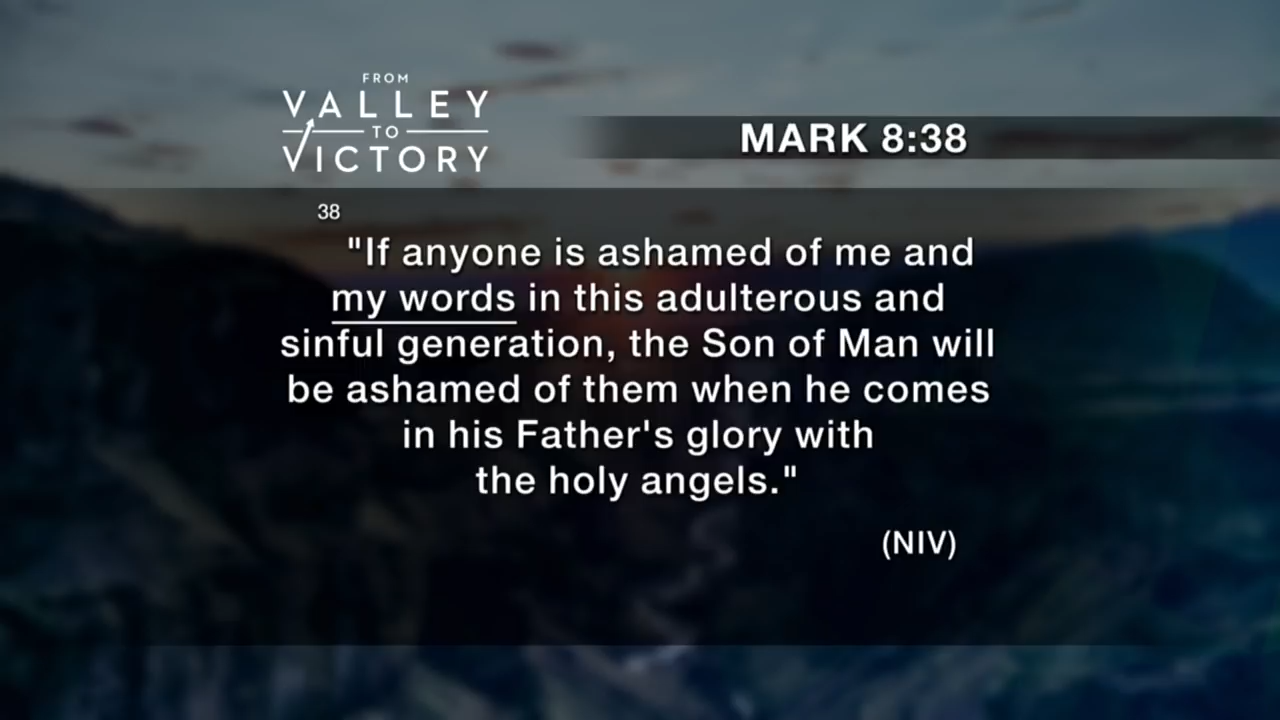 FROM
VALLEY
TO
VICTORY
MARK 8:38
38
"If anyone is ashamed of me and
my words in this adulterous and
sinful generation, the Son of Man will
be ashamed of them when he comes
in his Father's glory with
the holy angels."
(NIV)